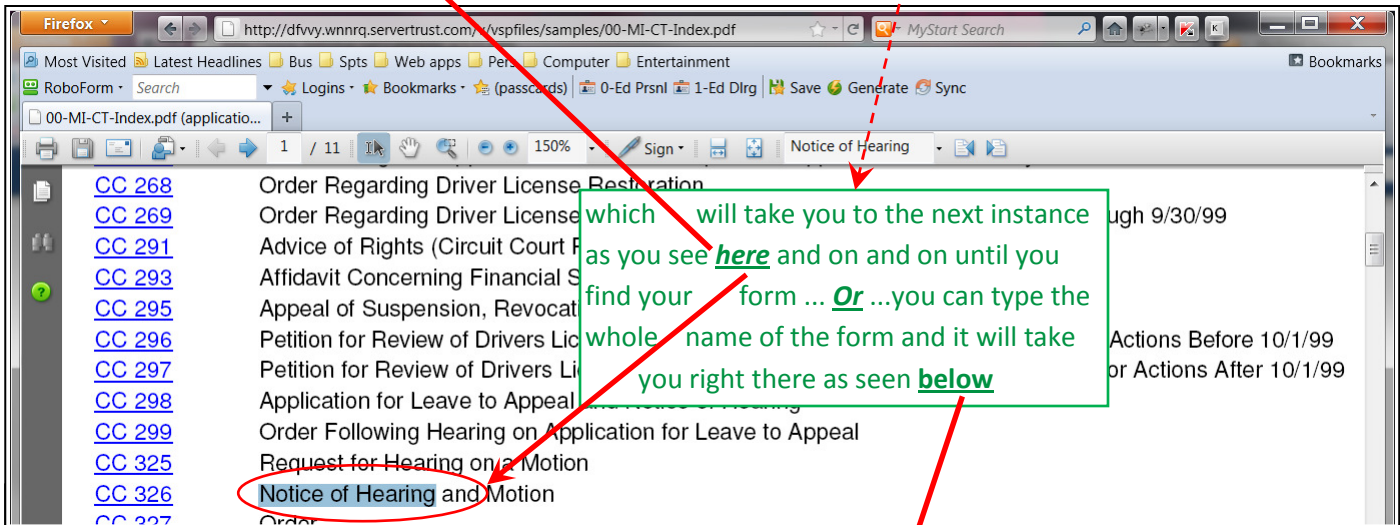 Firefox
http://dfvvy.wnnrq.servertrust.com/v/vspfiles/samples/00-MI-CT-Index.pdf
MyStart Search
Most Visited Latest Headlines Bus Spts Web apps Pers Computer Entertainment Bookmarks
RoboForm Search Logins Bookmarks (passcards) 0-Ed Prsnl 1-Ed Dlrg Save Generate Sync
00-MI-CT-Index.pdf (applicatio... +
1 / 11 150% Sign Notice of Hearing
CC 268 Order Regarding Driver License Restoration
CC 269 Order Regarding Driver License ugh 9/30/99
CC 291 Advice of Rights (Circuit Court
CC 293 Affidavit Concerning Financial S
CC 295 Appeal of Suspension, Revocati
CC 296 Petition for Review of Drivers Lic Actions Before 10/1/99
CC 297 Petition for Review of Drivers Li or Actions After 10/1/99
CC 298 Application for Leave to Appeal and Notice of Hearing
CC 299 Order Following Hearing on Application for Leave to Appeal
CC 325 Request for Hearing on a Motion
CC 326 Notice of Hearing and Motion
CC 327 Order
which will take you to the next instance
as you see here and on and on until you
find your form ... Or ...you can type the
whole name of the form and it will take
you right there as seen below